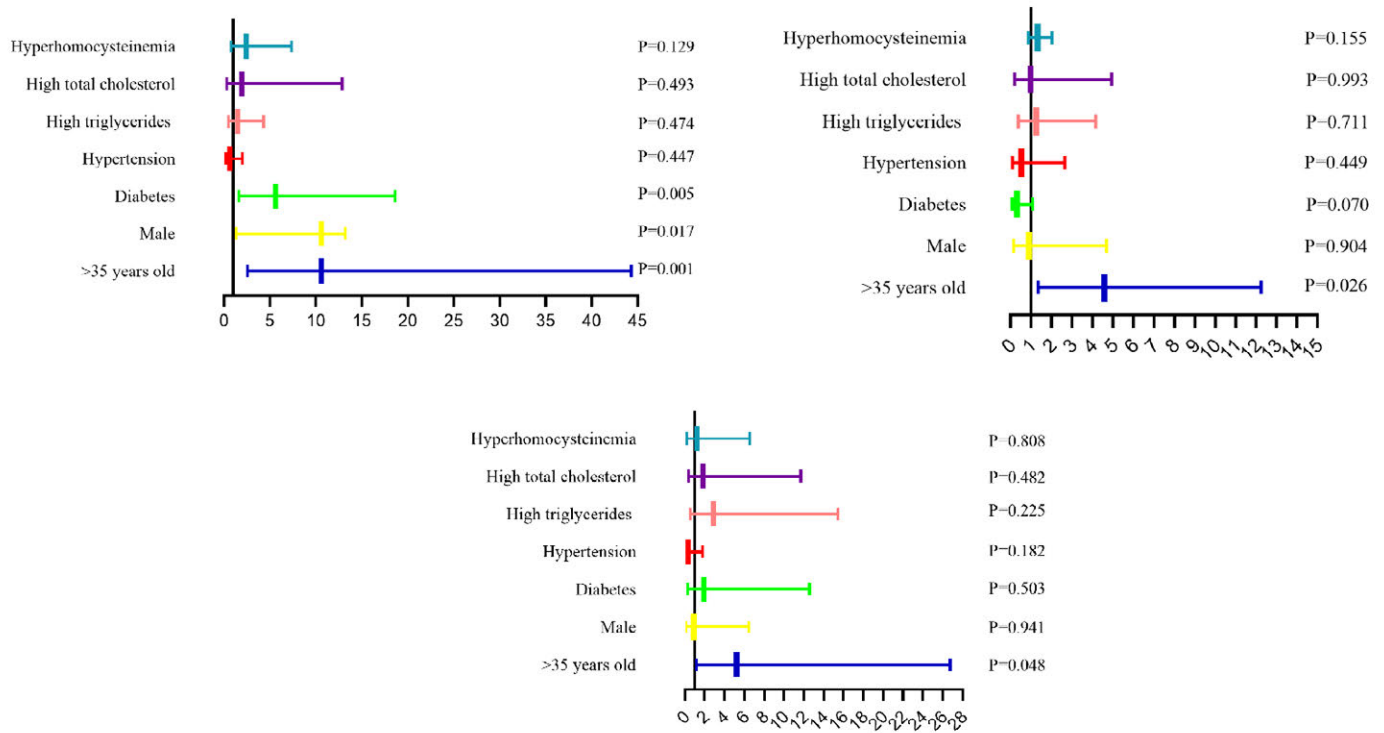 Hyperhomocysteinemia P=0.129
High total cholesterol P=0.493
High triglycerides P=0.474
Hypertension P=0.447
Diabetes P=0.005
Male P=0.017
>35 years old P=0.001
0 5 10 15 20 25 30 35 40 45
Hyperhomocysteinemia P=0.155
High total cholesterol P=0.993
High triglycerides P=0.711
Hypertension P=0.449
Diabetes P=0.070
Male P=0.904
>35 years old P=0.026
0 1 2 3 4 5 6 7 8 9 10 11 12 13 14 15
Hyperhomocysteinemia P=0.808
High total cholesterol P=0.482
High triglycerides P=0.225
Hypertension P=0.182
Diabetes P=0.503
Male P=0.941
>35 years old P=0.048
0 2 4 6 8 10 12 14 16 18 20 22 24 26 28